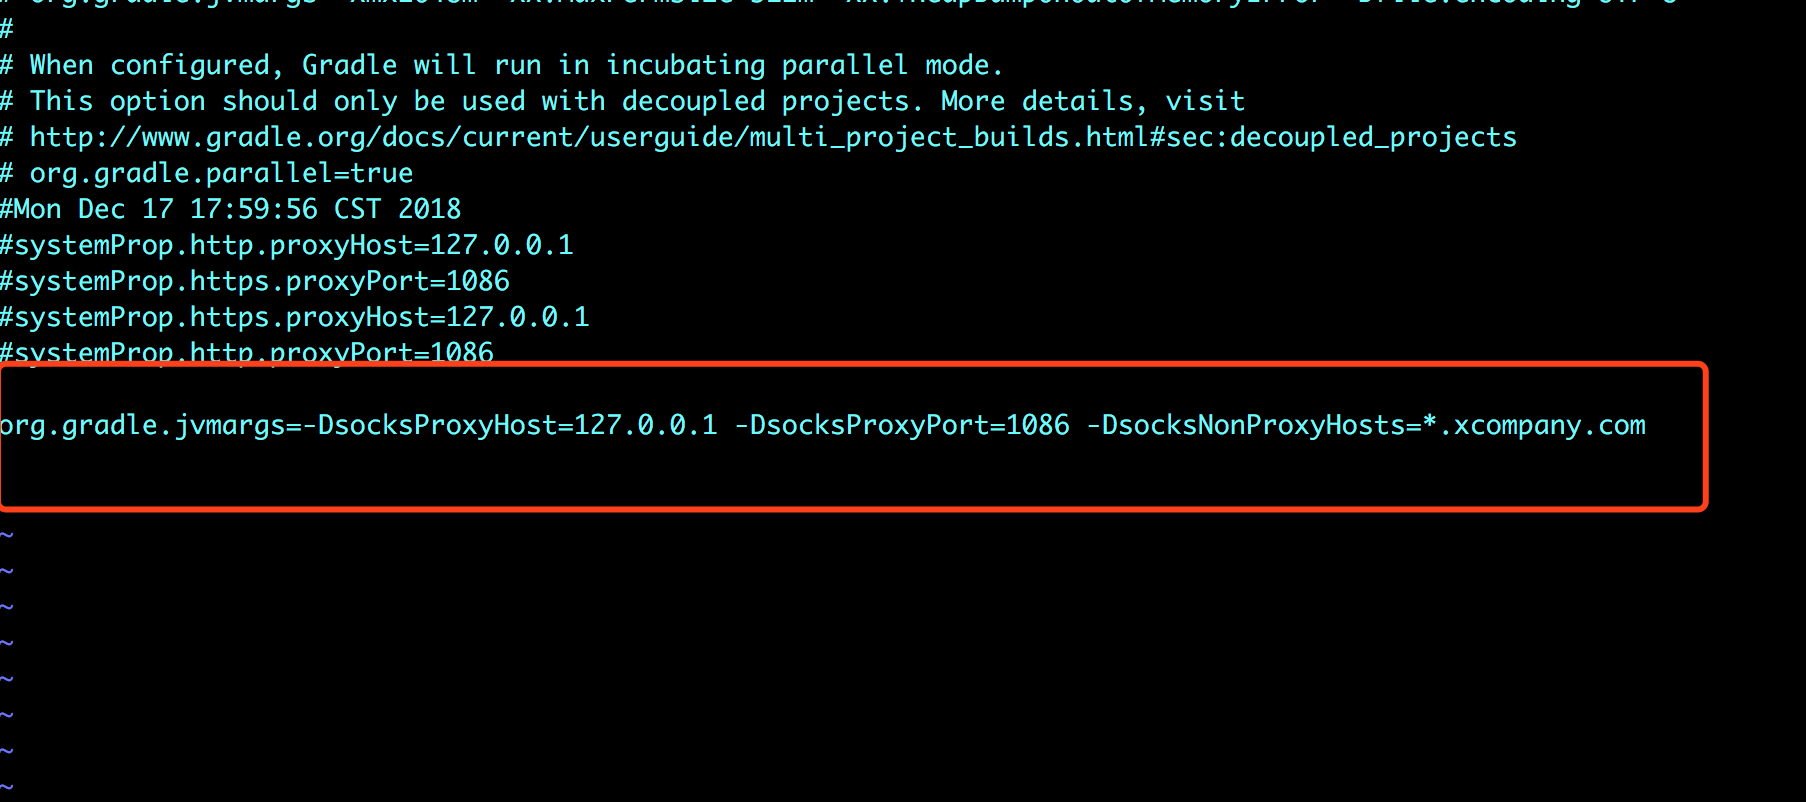 #
# When configured, Gradle will run in incubating parallel mode.
# This option should only be used with decoupled projects. More details, visit
# http://www.gradle.org/docs/current/userguide/multi_project_builds.html#sec:decoupled_projects
# org.gradle.parallel=true
#Mon Dec 17 17:59:56 CST 2018
#systemProp.http.proxyHost=127.0.0.1
#systemProp.https.proxyPort=1086
#systemProp.https.proxyHost=127.0.0.1
#systemProp.http.proxyPort=1086
org.gradle.jvmargs=-DsocksProxyHost=127.0.0.1 -DsocksProxyPort=1086 -DsocksNonProxyHosts=*.xcompany.com
~
~
~
~
~
~
~
~